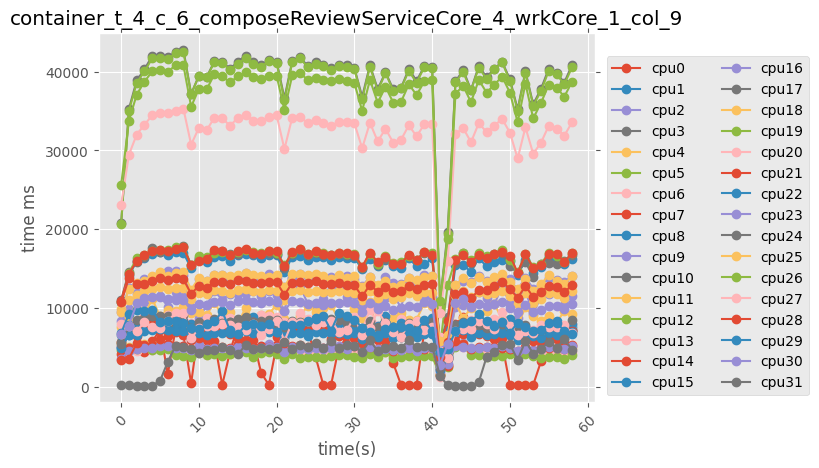 container_t_4_c_6_composeReviewServiceCore_4_wrkCore_1_col_9
time ms
40000
30000
20000
10000
0
0
10
20
30
40
50
60
time(s)
cpu0
cpu1
cpu2
cpu3
cpu4
cpu5
cpu6
cpu7
cpu8
cpu9
cpu10
cpu11
cpu12
cpu13
cpu14
cpu15
cpu16
cpu17
cpu18
cpu19
cpu20
cpu21
cpu22
cpu23
cpu24
cpu25
cpu26
cpu27
cpu28
cpu29
cpu30
cpu31